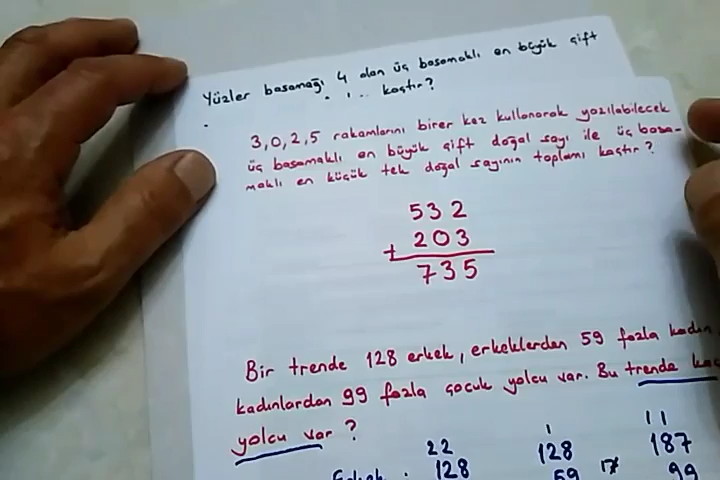 Yüzler basamağı 4 olan üç basamaklı en büyük çift
kaçtır?
3,0,2,5 rakamlarını birer kez kullanarak yazılabilecek
üç basamaklı en büyük çift doğal sayı ile üç basa-
maklı en küçük tek doğal sayının toplamı kaçtır?
532
+ 203
735
Bir trende 128 erkek, erkeklerden 59 fazla kadın
kadınlardan 99 fazla çocuk yolcu var. Bu trende kaç
yolcu var?
22 1 11
128 128 187
Erkek : 59 17 99